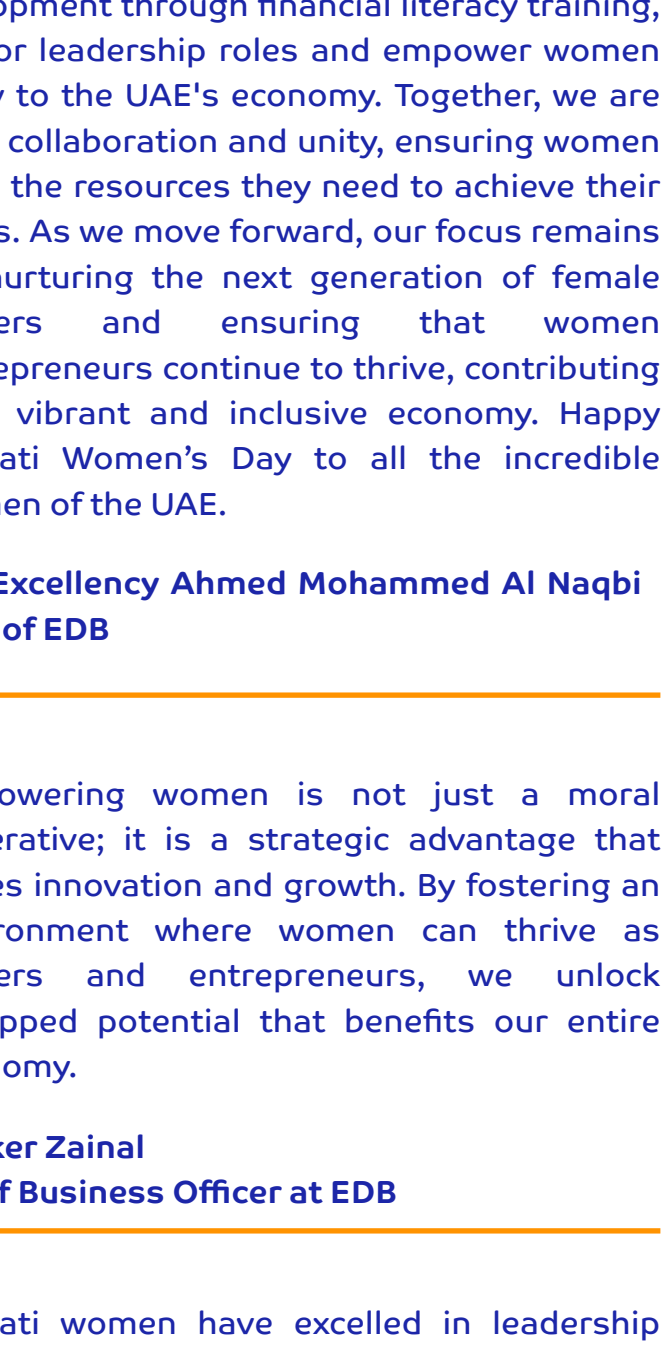 opment through financial literacy training,
or leadership roles and empower women
y to the UAE's economy. Together, we are
collaboration and unity, ensuring women
the resources they need to achieve their
s. As we move forward, our focus remains
nurturing the next generation of female
ers and ensuring that women
epreneurs continue to thrive, contributing
vibrant and inclusive economy. Happy
ati Women’s Day to all the incredible
en of the UAE.
Excellency Ahmed Mohammed Al Naqbi
of EDB
owering women is not just a moral
erative; it is a strategic advantage that
es innovation and growth. By fostering an
ronment where women can thrive as
ers and entrepreneurs, we unlock
pped potential that benefits our entire
omy.
ker Zainal
f Business Officer at EDB
ati women have excelled in leadership